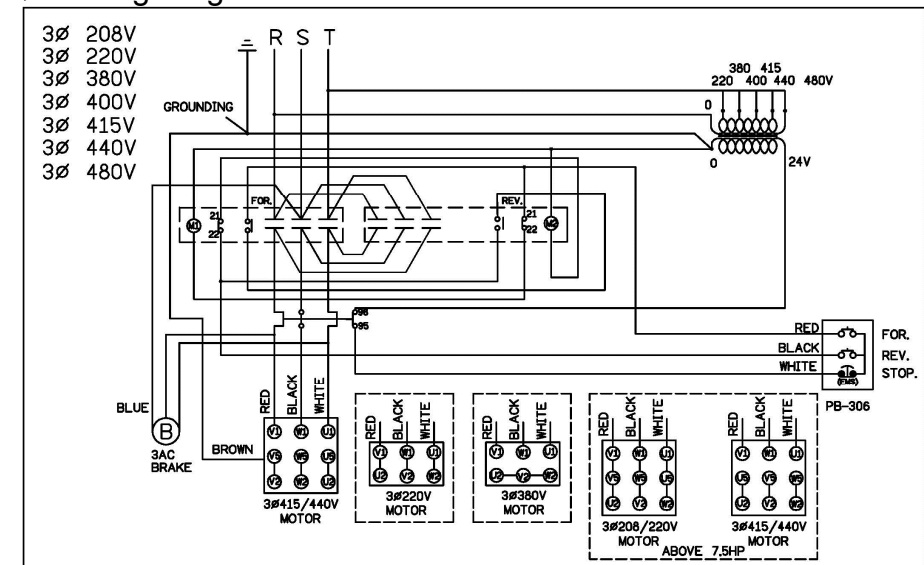 3Ø 208V
3Ø 220V
3Ø 380V
3Ø 400V
3Ø 415V
3Ø 440V
3Ø 480V
R S T
GROUNDING
380 415
220 400 440 480V
0
0
24V
FOR.
REV.
M1
21
22
21
22
M2
98
95
RED
BLACK
WHITE
FOR.
REV.
STOP.
(EMS)
PB-306
BLUE
B
3AC
BRAKE
BROWN
RED BLACK WHITE
V1 W1 U1
V5 W5 U5
V2 W2 U2
3Ø415/440V
MOTOR
RED BLACK WHITE
V1 W1 U1
U2 V2 W2
3Ø220V
MOTOR
RED BLACK WHITE
V1 W1 U1
U2 V2 W2
3Ø380V
MOTOR
RED BLACK WHITE
V1 W1 U1
V5 W5 U5
U2 V2 W2
3Ø208/220V
MOTOR
RED BLACK WHITE
V1 W1 U1
U5 V5 W5
U2 V2 W2
3Ø415/440V
MOTOR
ABOVE 7.5HP